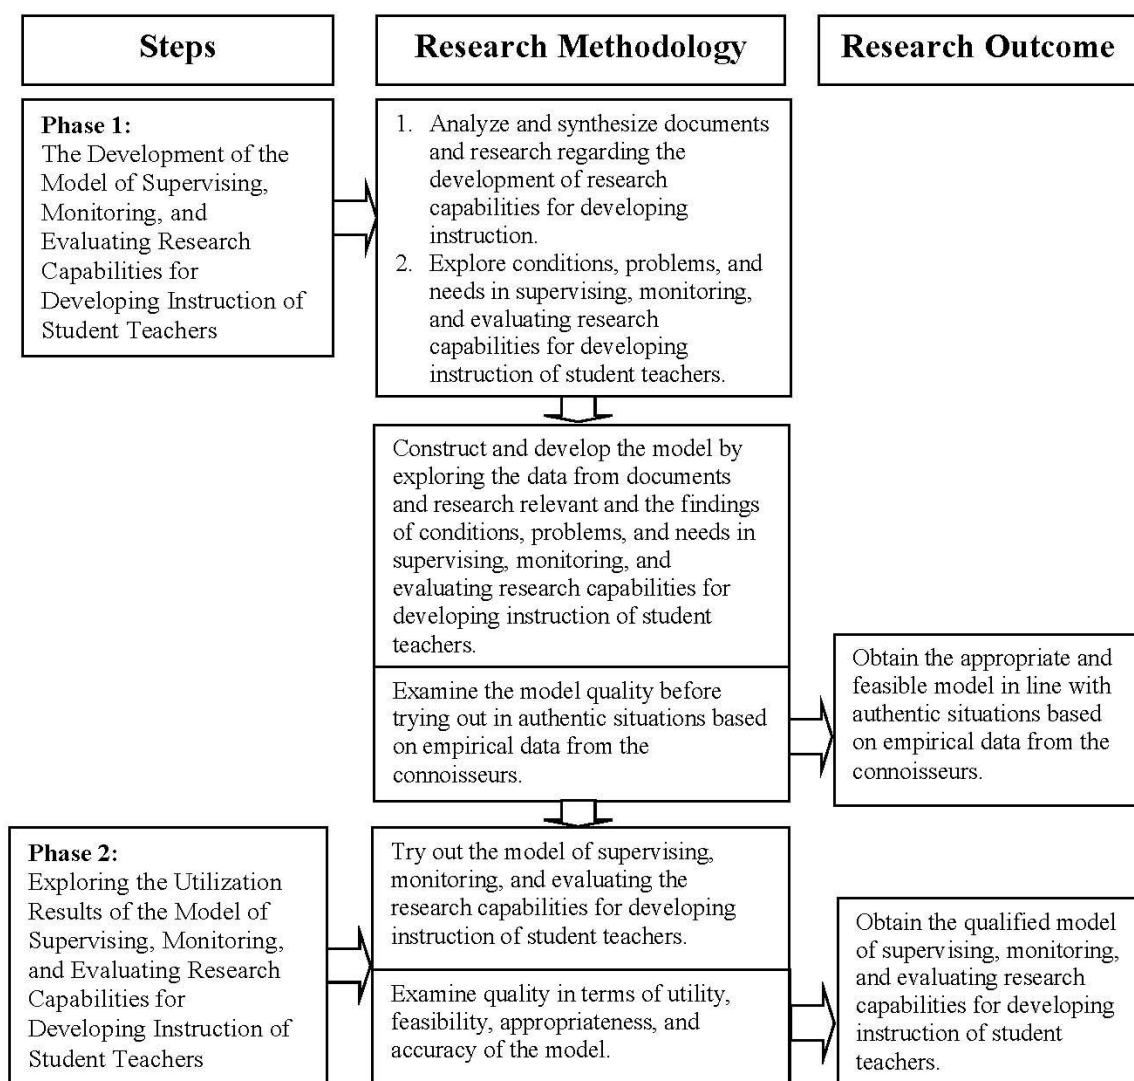 Steps
Research Methodology
Research Outcome
Phase 1:
The Development of the
Model of Supervising,
Monitoring, and
Evaluating Research
Capabilities for
Developing Instruction of
Student Teachers
1. Analyze and synthesize documents
and research regarding the
development of research
capabilities for developing
instruction.
2. Explore conditions, problems, and
needs in supervising, monitoring,
and evaluating research
capabilities for developing
instruction of student teachers.
Construct and develop the model by
exploring the data from documents
and research relevant and the findings
of conditions, problems, and needs in
supervising, monitoring, and
evaluating research capabilities for
developing instruction of student
teachers.
Examine the model quality before
trying out in authentic situations based
on empirical data from the
connoisseurs.
Obtain the appropriate and
feasible model in line with
authentic situations based
on empirical data from the
connoisseurs.
Phase 2:
Exploring the Utilization
Results of the Model of
Supervising, Monitoring,
and Evaluating Research
Capabilities for
Developing Instruction of
Student Teachers
Try out the model of supervising,
monitoring, and evaluating the
research capabilities for developing
instruction of student teachers.
Examine quality in terms of utility,
feasibility, appropriateness, and
accuracy of the model.
Obtain the qualified model
of supervising, monitoring,
and evaluating research
capabilities for developing
instruction of student
teachers.